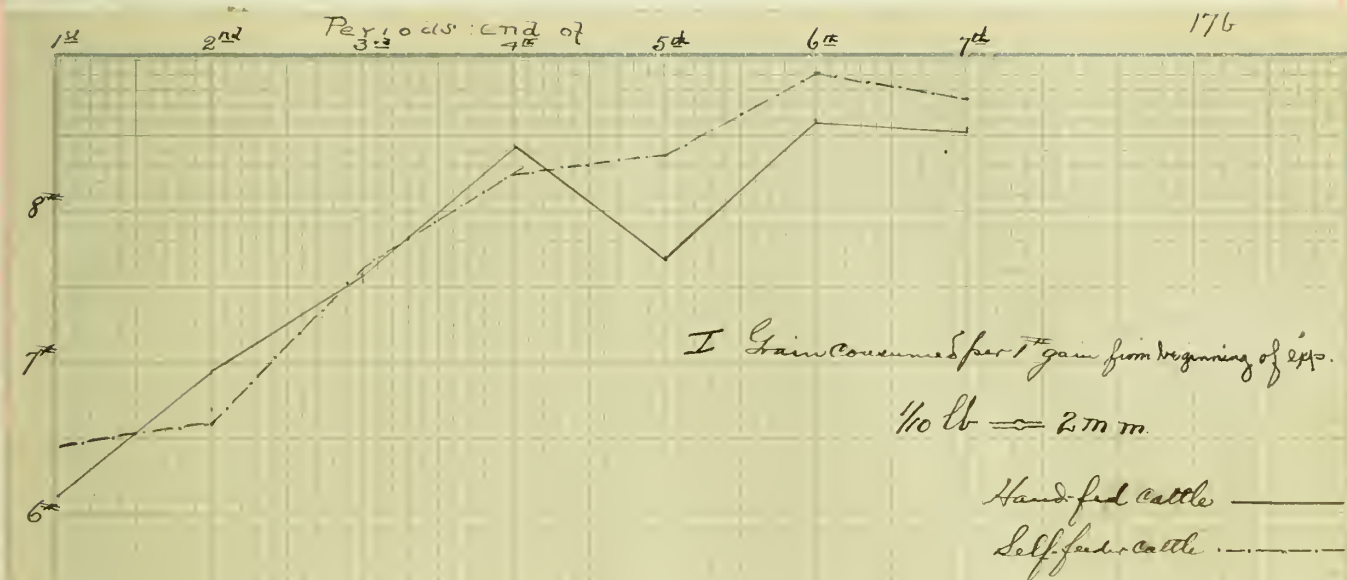 Periods: end of
176
1st 2nd 3rd 4th 5th 6th 7th
8#
7#
I Grain consumed per 1# gain from beginning of exp.
1/10 lb = 2 mm
6#
Hand-fed cattle
Self-feeder cattle